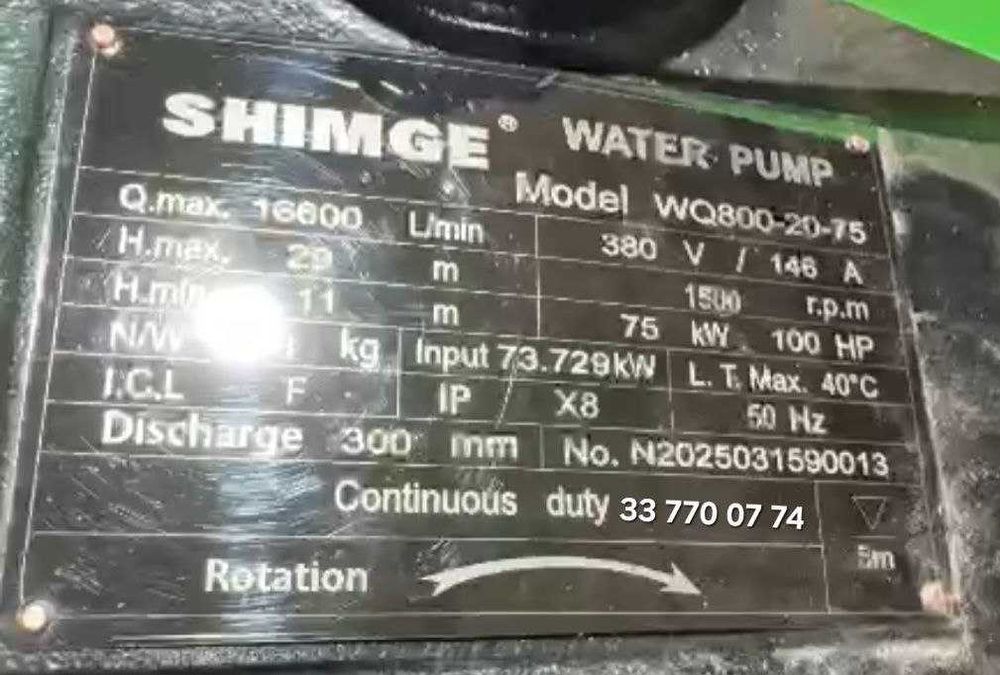 SHIMGE® WATER PUMP
Model WQ800-20-75
Q.max. 16600 L/min 380 V / 146 A
H.max. 29 m 1500 r.p.m
H.min. 11 m 75 kW 100 HP
N/W kg Input 73.729kW L. T. Max. 40°C
I.C.L F IP X8 50 Hz
Discharge 300 mm No. N2025031590013
Continuous duty 33 770 07 74
5m
Rotation